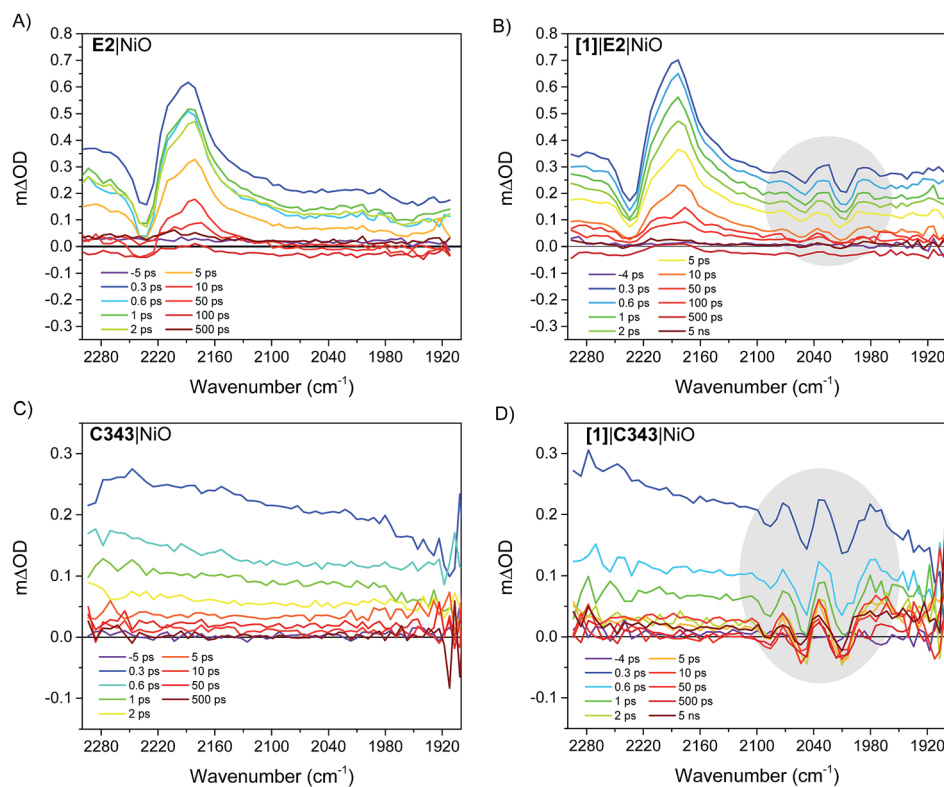 A)
E2|NiO
0.8
0.7
0.6
0.5
0.4
0.3
0.2
0.1
0.0
-0.1
-0.2
-0.3
mΔOD
-5 ps
0.3 ps
0.6 ps
1 ps
2 ps
5 ps
10 ps
50 ps
100 ps
500 ps
2280 2220 2160 2100 2040 1980 1920
Wavenumber (cm⁻¹)
B)
[1]|E2|NiO
0.8
0.7
0.6
0.5
0.4
0.3
0.2
0.1
0.0
-0.1
-0.2
-0.3
mΔOD
-4 ps
0.3 ps
0.6 ps
1 ps
2 ps
5 ps
10 ps
50 ps
100 ps
500 ps
5 ns
2280 2220 2160 2100 2040 1980 1920
Wavenumber (cm⁻¹)
C)
C343|NiO
0.3
0.2
0.1
0.0
-0.1
mΔOD
-5 ps
0.3 ps
0.6 ps
1 ps
2 ps
5 ps
10 ps
50 ps
500 ps
2280 2220 2160 2100 2040 1980 1920
Wavenumber (cm⁻¹)
D)
[1]|C343|NiO
0.3
0.2
0.1
0.0
-0.1
mΔOD
-4 ps
0.3 ps
0.6 ps
1 ps
2 ps
5 ps
10 ps
50 ps
500 ps
5 ns
2280 2220 2160 2100 2040 1980 1920
Wavenumber (cm⁻¹)